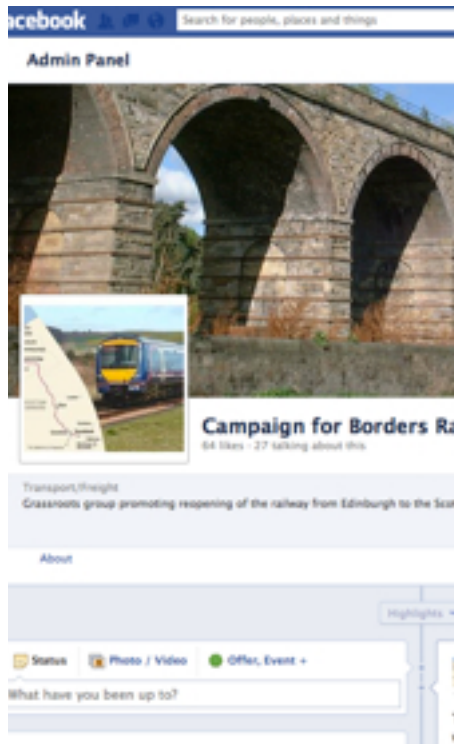 acebook Search for people, places and things
Admin Panel
Campaign for Borders Ra
64 likes · 27 talking about this
Transport/Freight
Grassroots group promoting reopening of the railway from Edinburgh to the Scot
About
Highlights
Status Photo / Video Offer, Event +
What have you been up to?